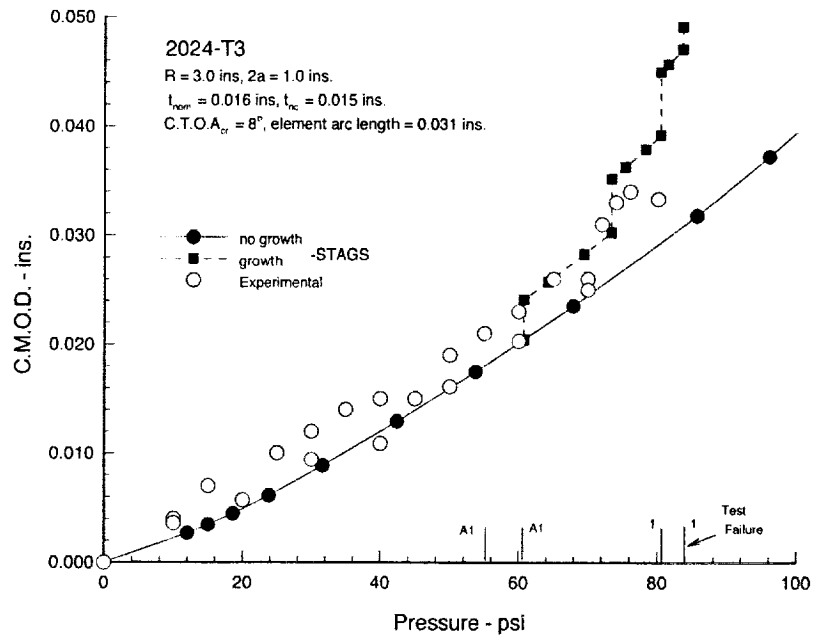 0.050
0.040
0.030
0.020
0.010
0.000
C.M.O.D. - ins.
2024-T3
R = 3.0 ins, 2a = 1.0 ins.
t_nom = 0.016 ins, t_nc = 0.015 ins.
C.T.O.A_cr = 8°, element arc length = 0.031 ins.
no growth
growth -STAGS
Experimental
A1 A1 1 1
Test
Failure
0 20 40 60 80 100
Pressure - psi